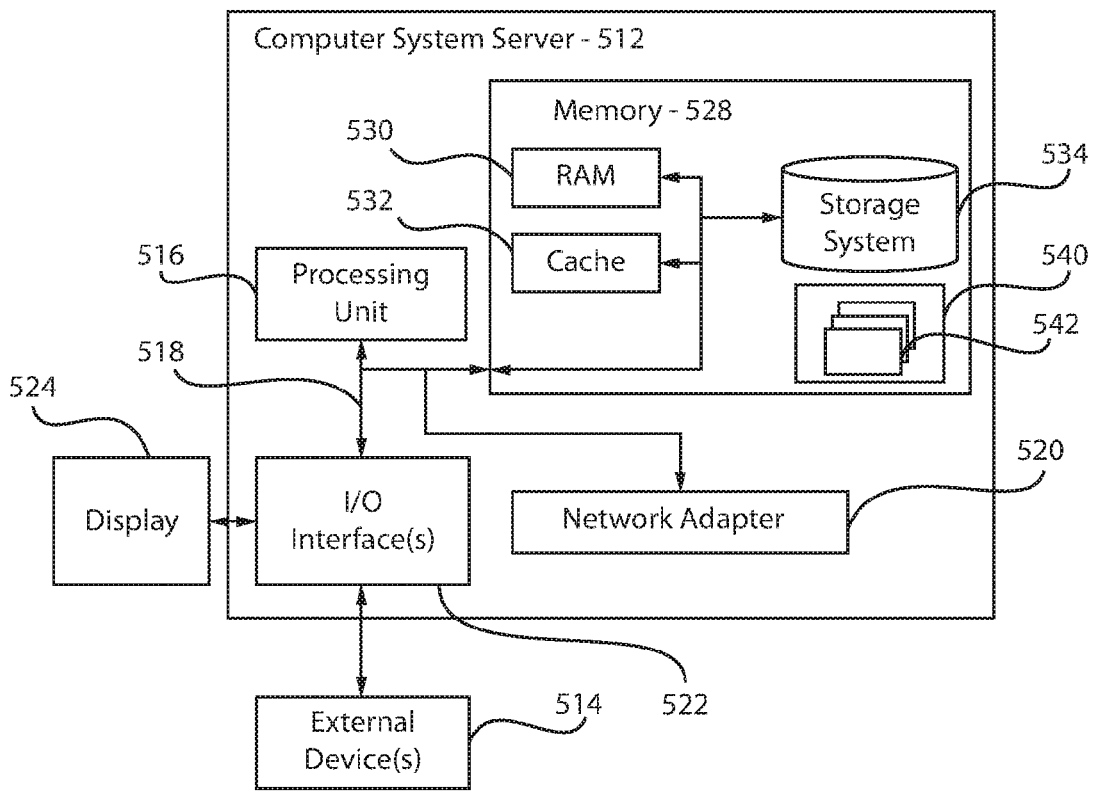 Computer System Server - 512
Memory - 528
530
RAM
534
532
Storage
System
Cache
516
Processing
Unit
540
542
518
524
520
I/O
Interface(s)
Display
Network Adapter
514
522
External
Device(s)